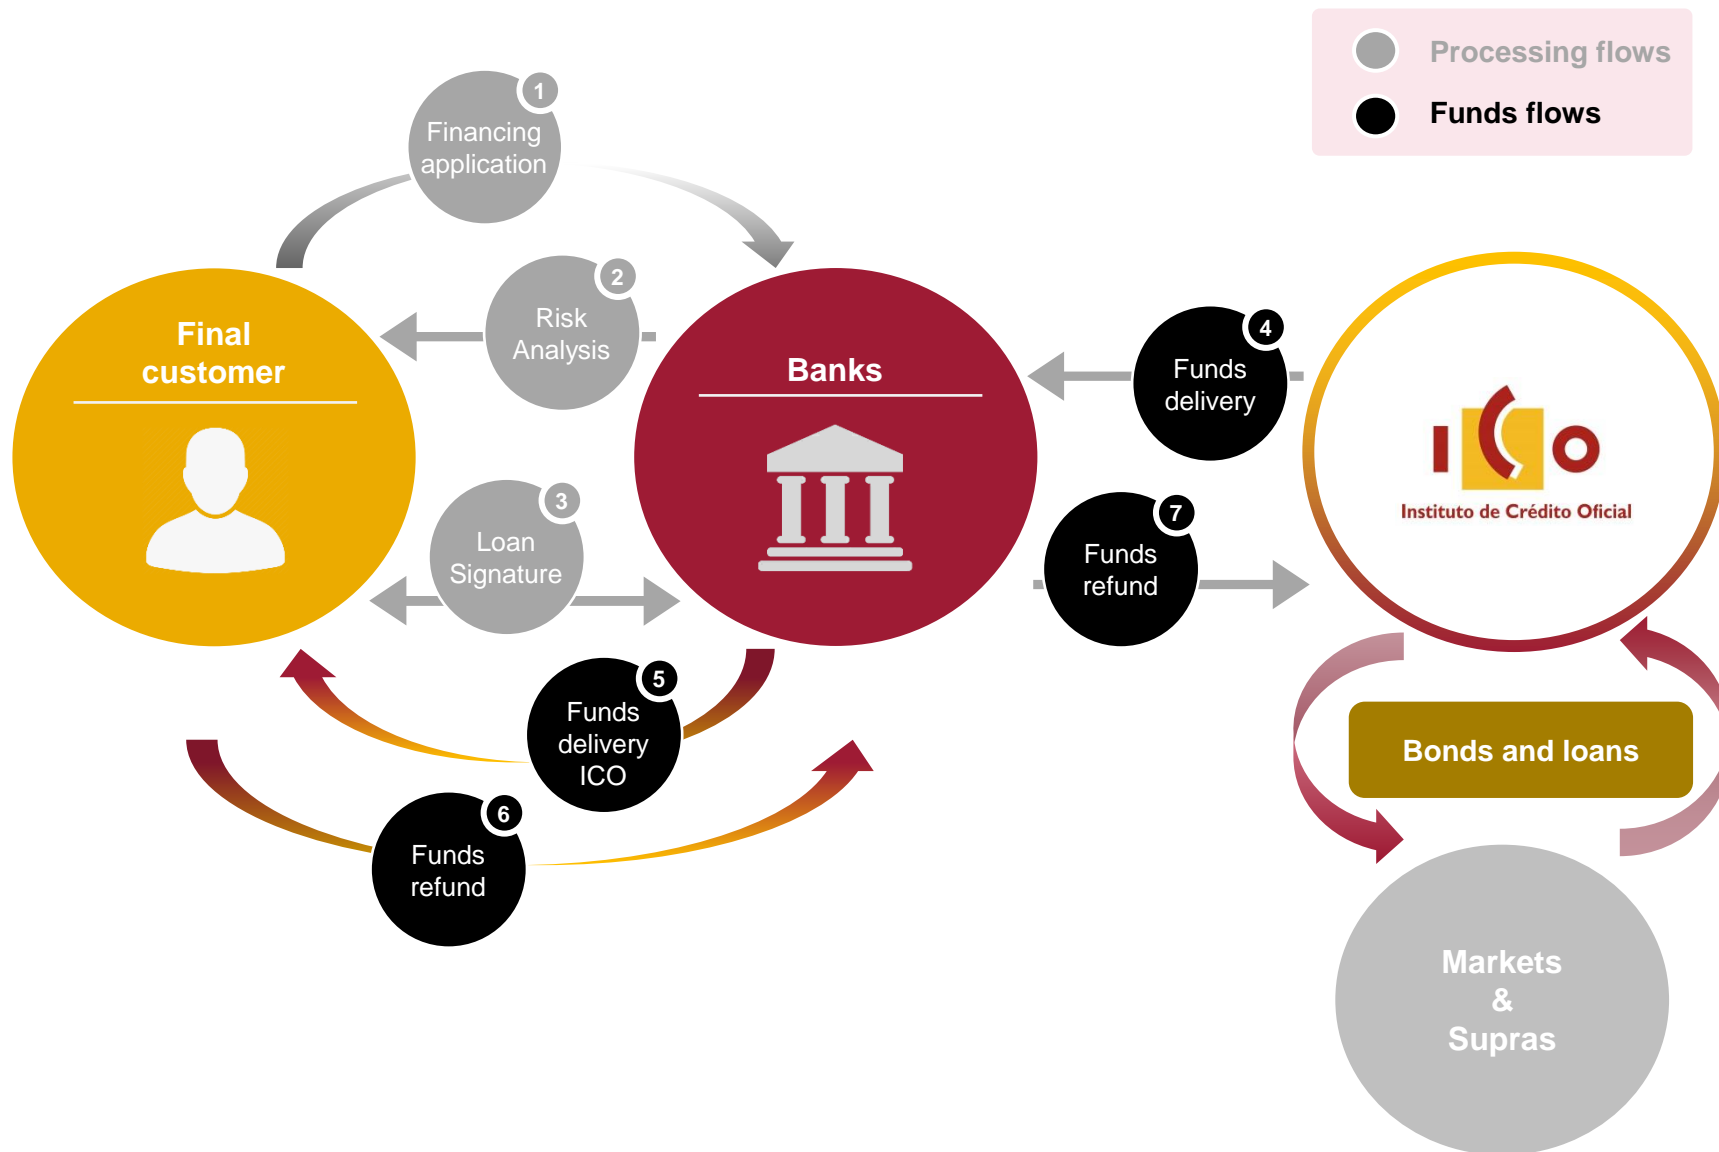 Processing flows
Funds flows
1
Financing
application
2
Risk
Analysis
Final
customer
Banks
3
Loan
Signature
4
Funds
delivery
7
Funds
refund
ICO
Instituto de Crédito Oficial
5
Funds
delivery
ICO
6
Funds
refund
Bonds and loans
Markets
&
Supras